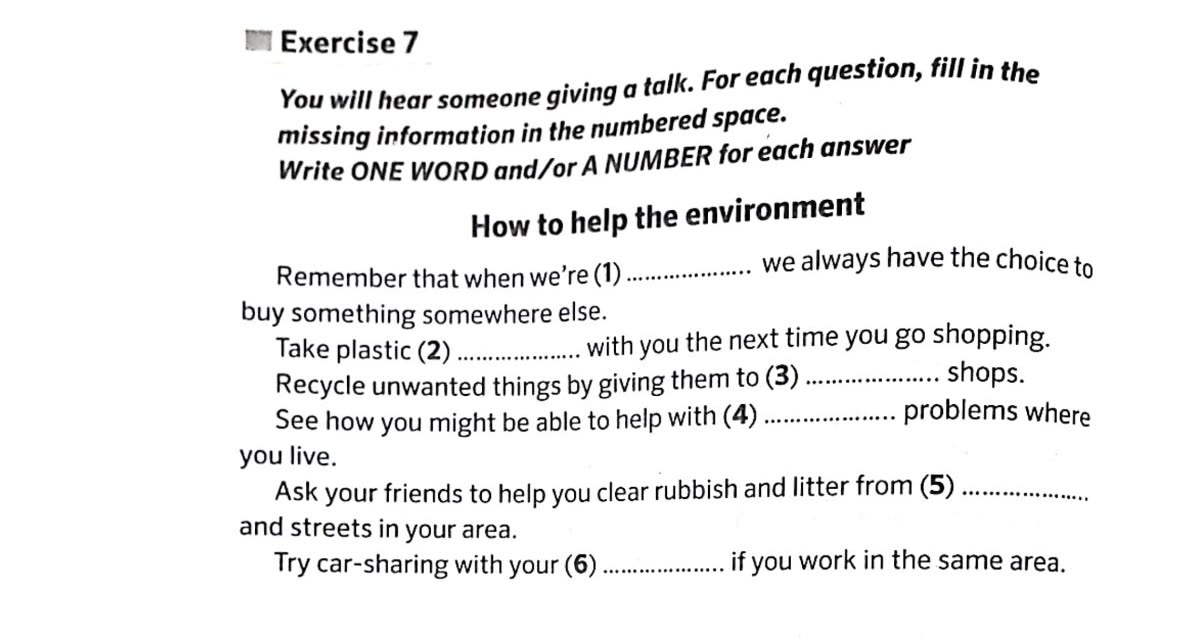 Exercise 7
You will hear someone giving a talk. For each question, fill in the
missing information in the numbered space.
Write ONE WORD and/or A NUMBER for each answer
How to help the environment
Remember that when we're (1) .................... we always have the choice to
buy something somewhere else.
Take plastic (2) .................... with you the next time you go shopping.
Recycle unwanted things by giving them to (3) .................... shops.
See how you might be able to help with (4) .................... problems where
you live.
Ask your friends to help you clear rubbish and litter from (5) ....................
and streets in your area.
Try car-sharing with your (6) .................... if you work in the same area.